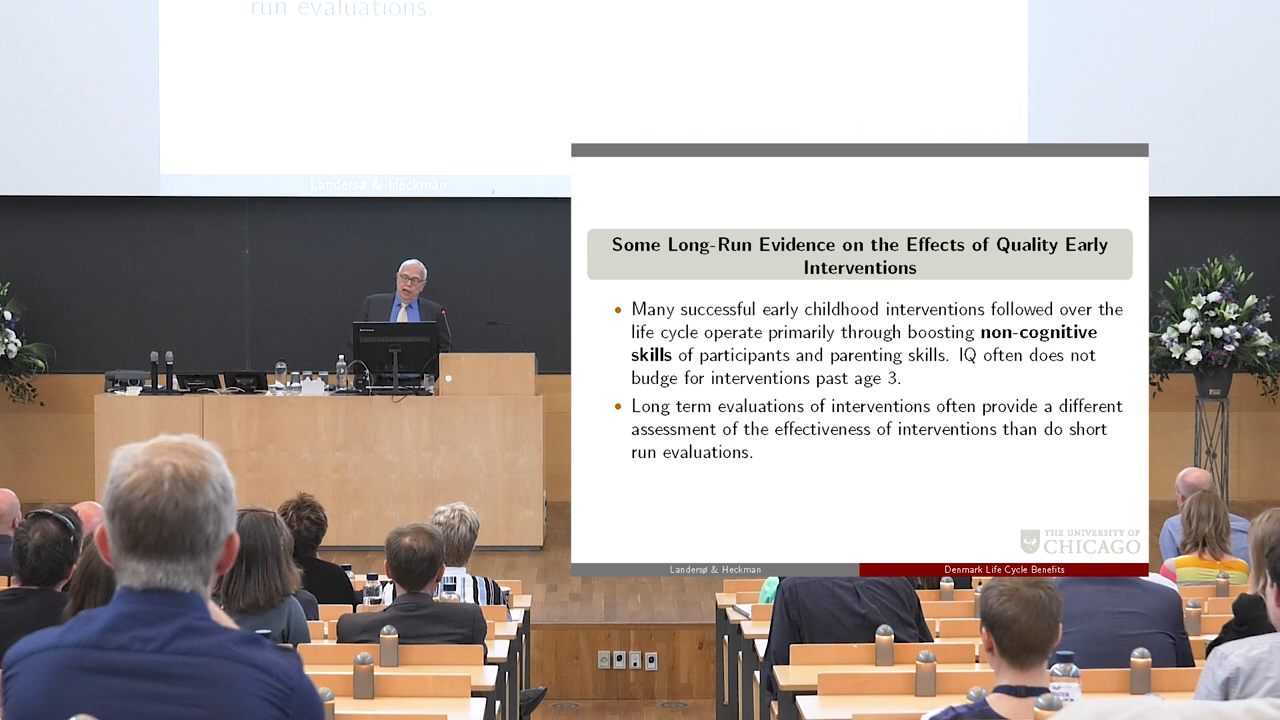 run evaluations.
Landersø & Heckman
Some Long-Run Evidence on the Effects of Quality Early
Interventions
• Many successful early childhood interventions followed over the
life cycle operate primarily through boosting non-cognitive
skills of participants and parenting skills. IQ often does not
budge for interventions past age 3.
• Long term evaluations of interventions often provide a different
assessment of the effectiveness of interventions than do short
run evaluations.
THE UNIVERSITY OF
CHICAGO
Landersø & Heckman
Denmark Life Cycle Benefits